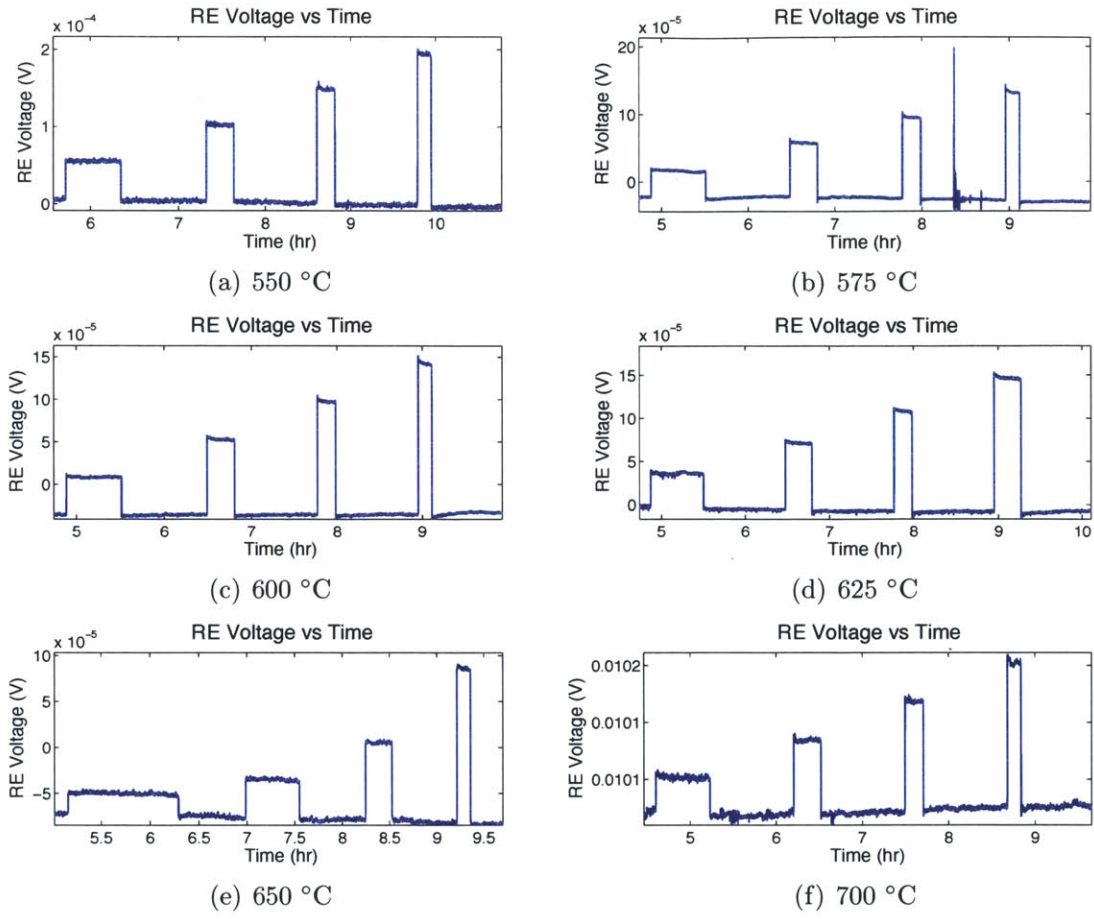 RE Voltage vs Time
x 10⁻⁴
RE Voltage (V)
2
1
0
6 7 8 9 10
Time (hr)
(a) 550 °C
RE Voltage vs Time
x 10⁻⁵
RE Voltage (V)
20
10
0
5 6 7 8 9
Time (hr)
(b) 575 °C
RE Voltage vs Time
x 10⁻⁵
RE Voltage (V)
15
10
5
0
5 6 7 8 9
Time (hr)
(c) 600 °C
RE Voltage vs Time
x 10⁻⁵
RE Voltage (V)
15
10
5
0
5 6 7 8 9 10
Time (hr)
(d) 625 °C
RE Voltage vs Time
x 10⁻⁵
RE Voltage (V)
10
5
0
−5
5.5 6 6.5 7 7.5 8 8.5 9 9.5
Time (hr)
(e) 650 °C
RE Voltage vs Time
RE Voltage (V)
0.0102
0.0101
0.0101
5 6 7 8 9
Time (hr)
(f) 700 °C